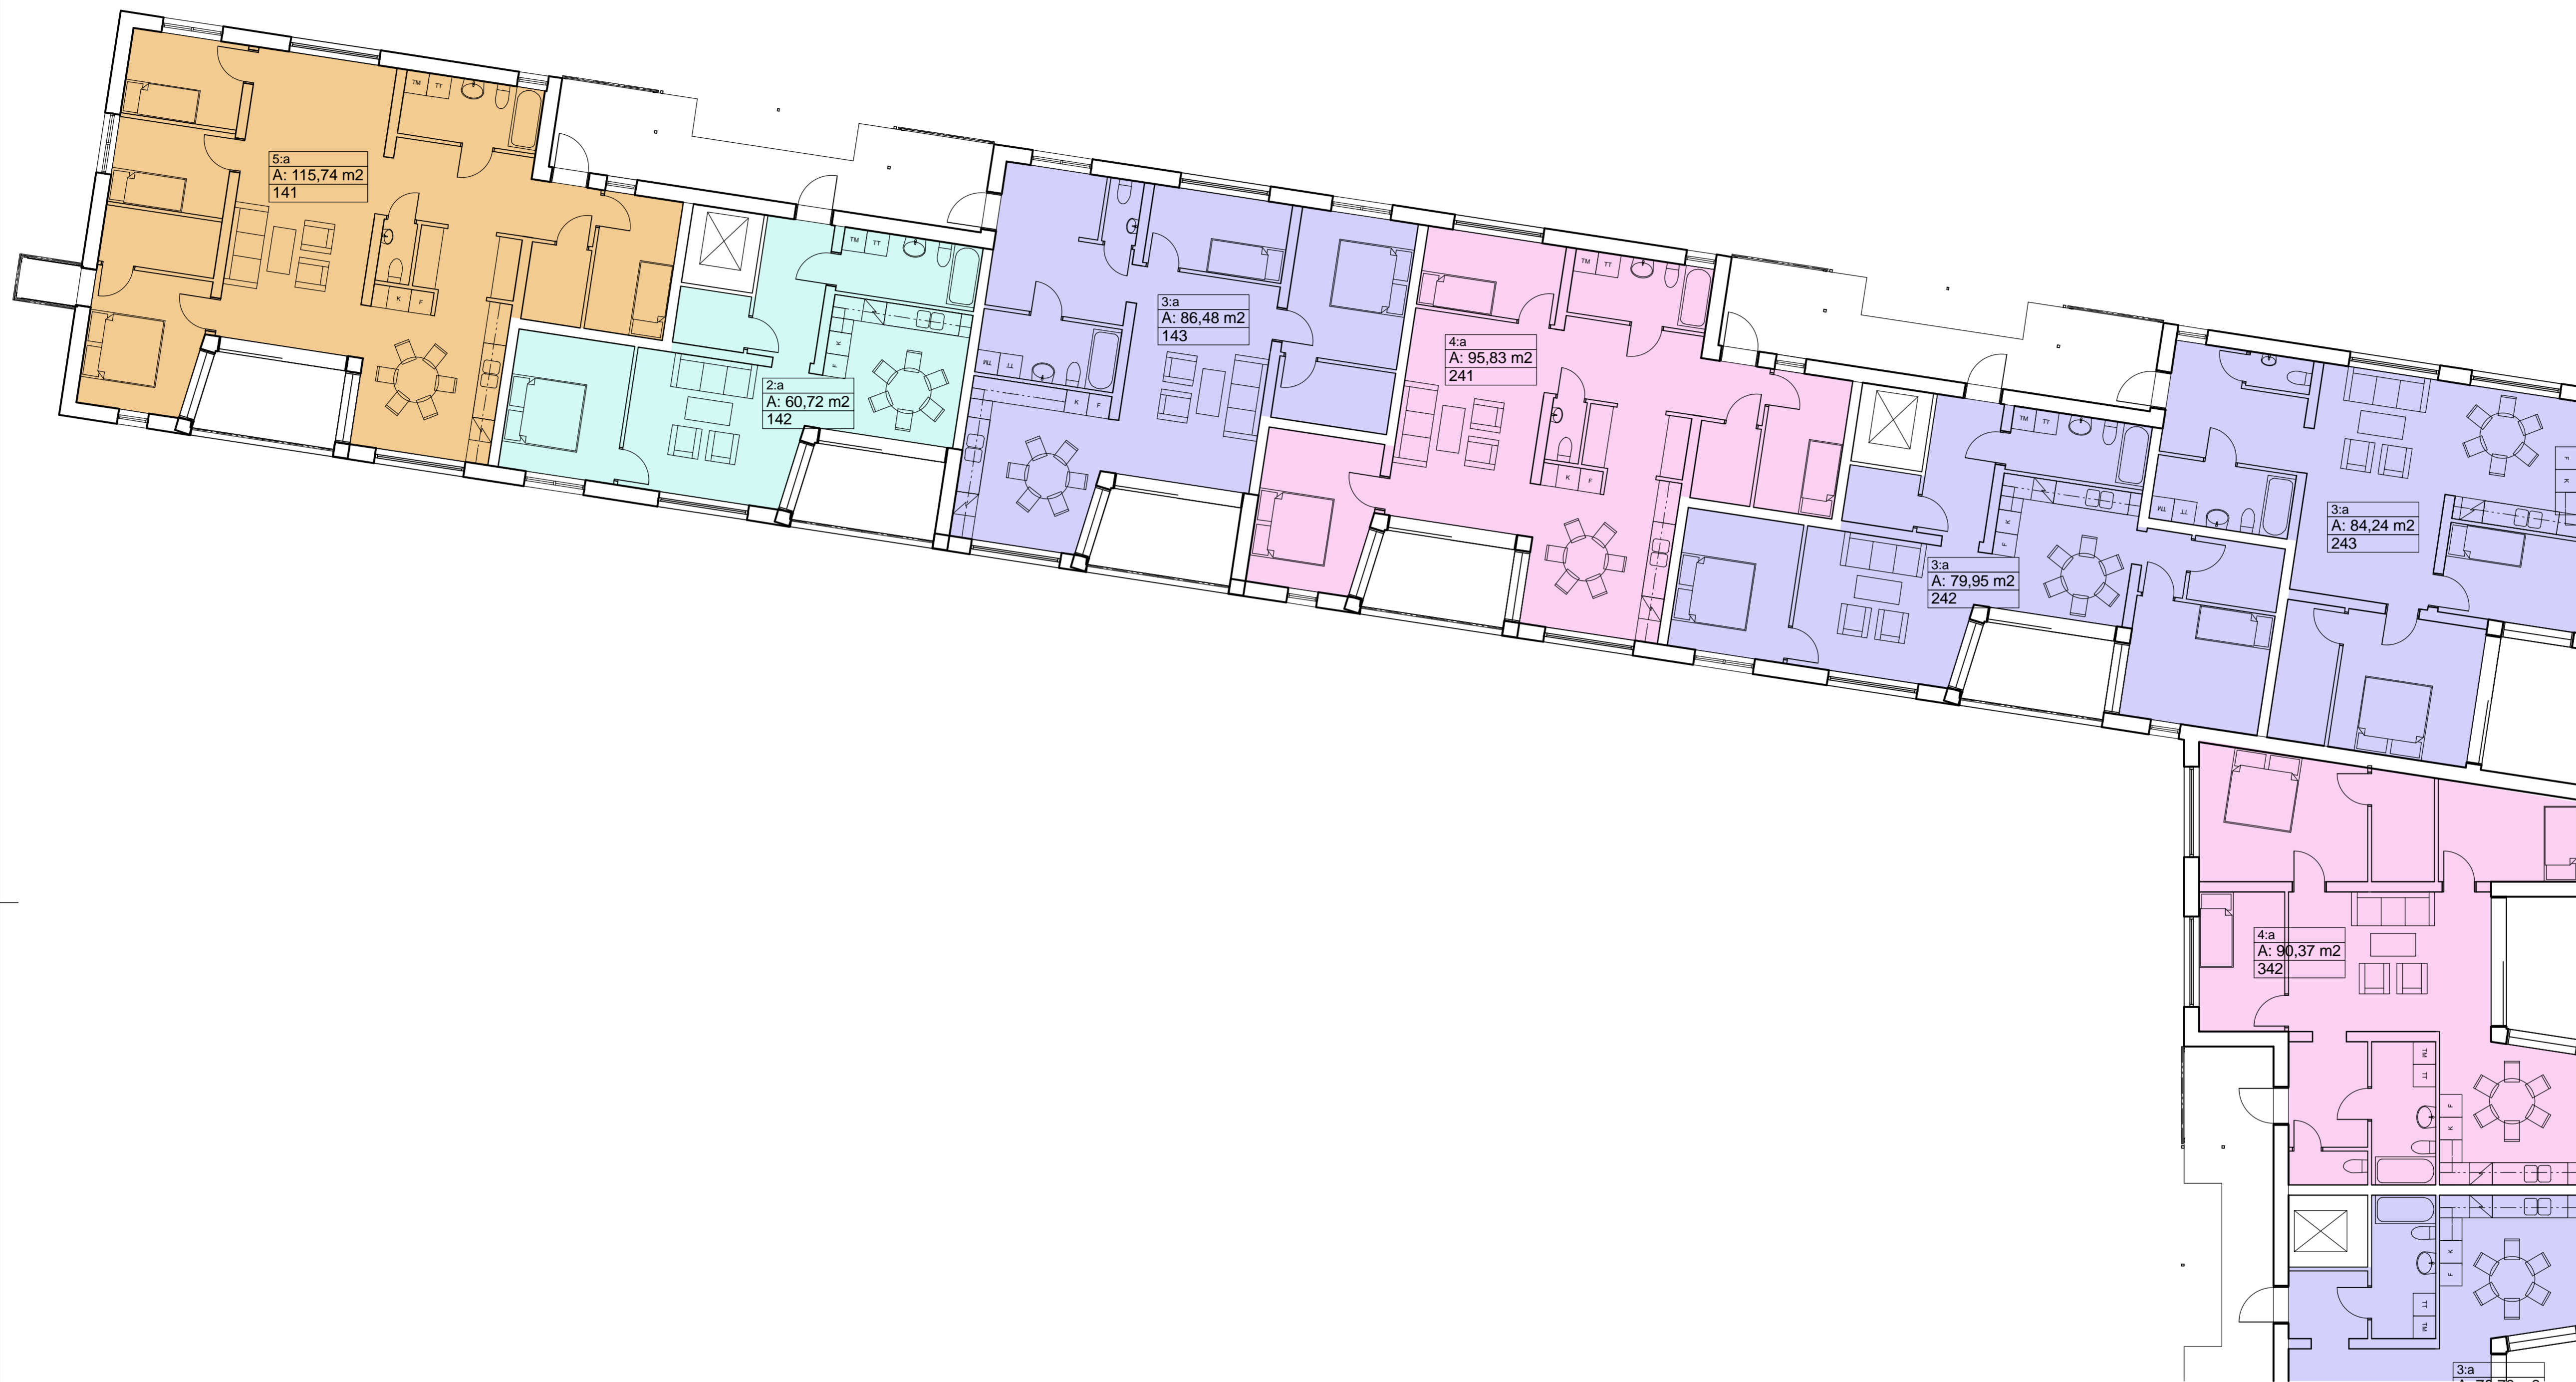 5:a
A: 115,74 m2
141
TM TT
K F
2:a
A: 60,72 m2
142
TM TT
K
F
3:a
A: 86,48 m2
143
TM TT
K F
4:a
A: 95,83 m2
241
TM TT
K F
3:a
A: 79,95 m2
242
TM TT
K
F
3:a
A: 84,24 m2
243
TM TT
F
K
4:a
A: 90,37 m2
342
TM
TT
F
K
K
F
TT
TM
3:a